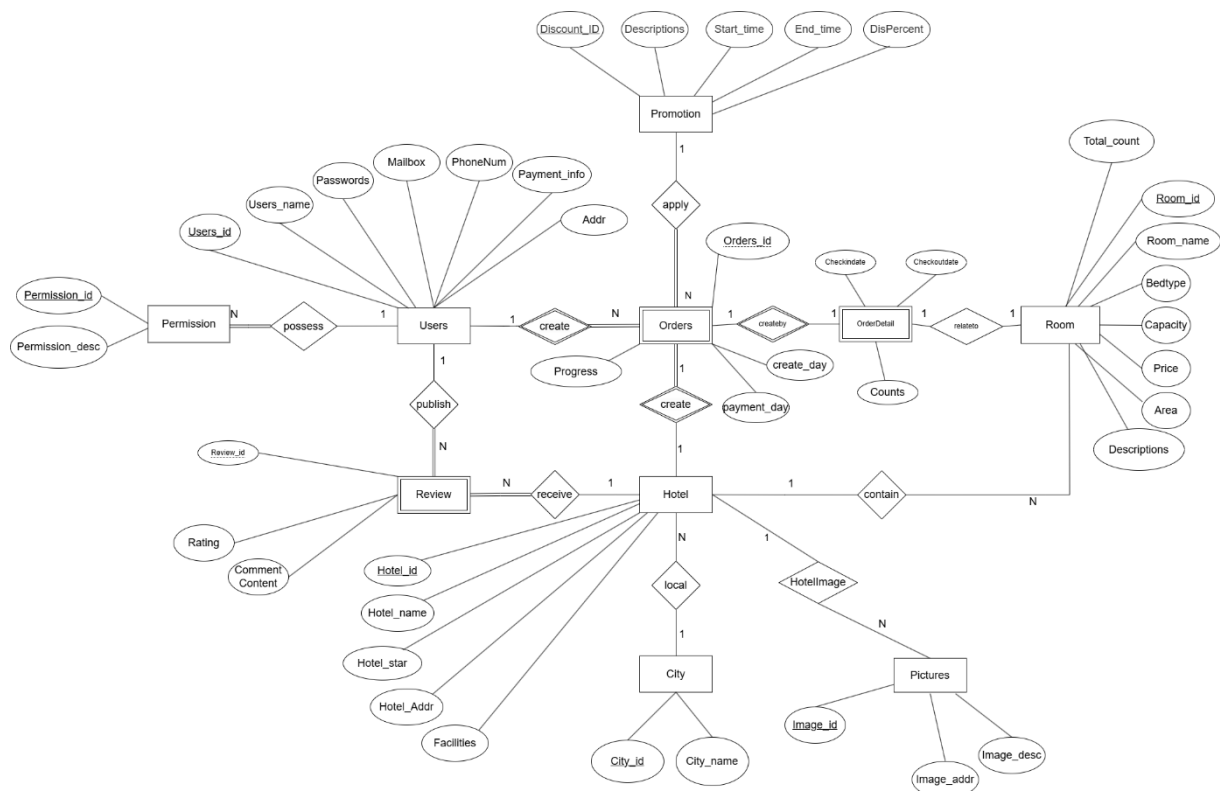 Discount_ID
Descriptions
Start_time
End_time
DisPercent
Promotion
1
apply
N
Mailbox
PhoneNum
Passwords
Payment_info
Users_name
Addr
Users_id
Permission_id
Permission_desc
Permission
N
possess
1
Users
1
create
N
Orders
Orders_id
Progress
create_day
payment_day
1
createby
1
OrderDetail
Checkindate
Checkoutdate
Counts
1
relateto
1
Room
Total_count
Room_id
Room_name
Bedtype
Capacity
Price
Area
Descriptions
1
publish
N
Review_id
Review
Rating
Comment
Content
N
receive
1
1
create
1
Hotel
1
contain
N
Hotel_id
Hotel_name
Hotel_star
Hotel_Addr
Facilities
N
local
1
City
City_id
City_name
1
HotelImage
N
Pictures
Image_id
Image_addr
Image_desc